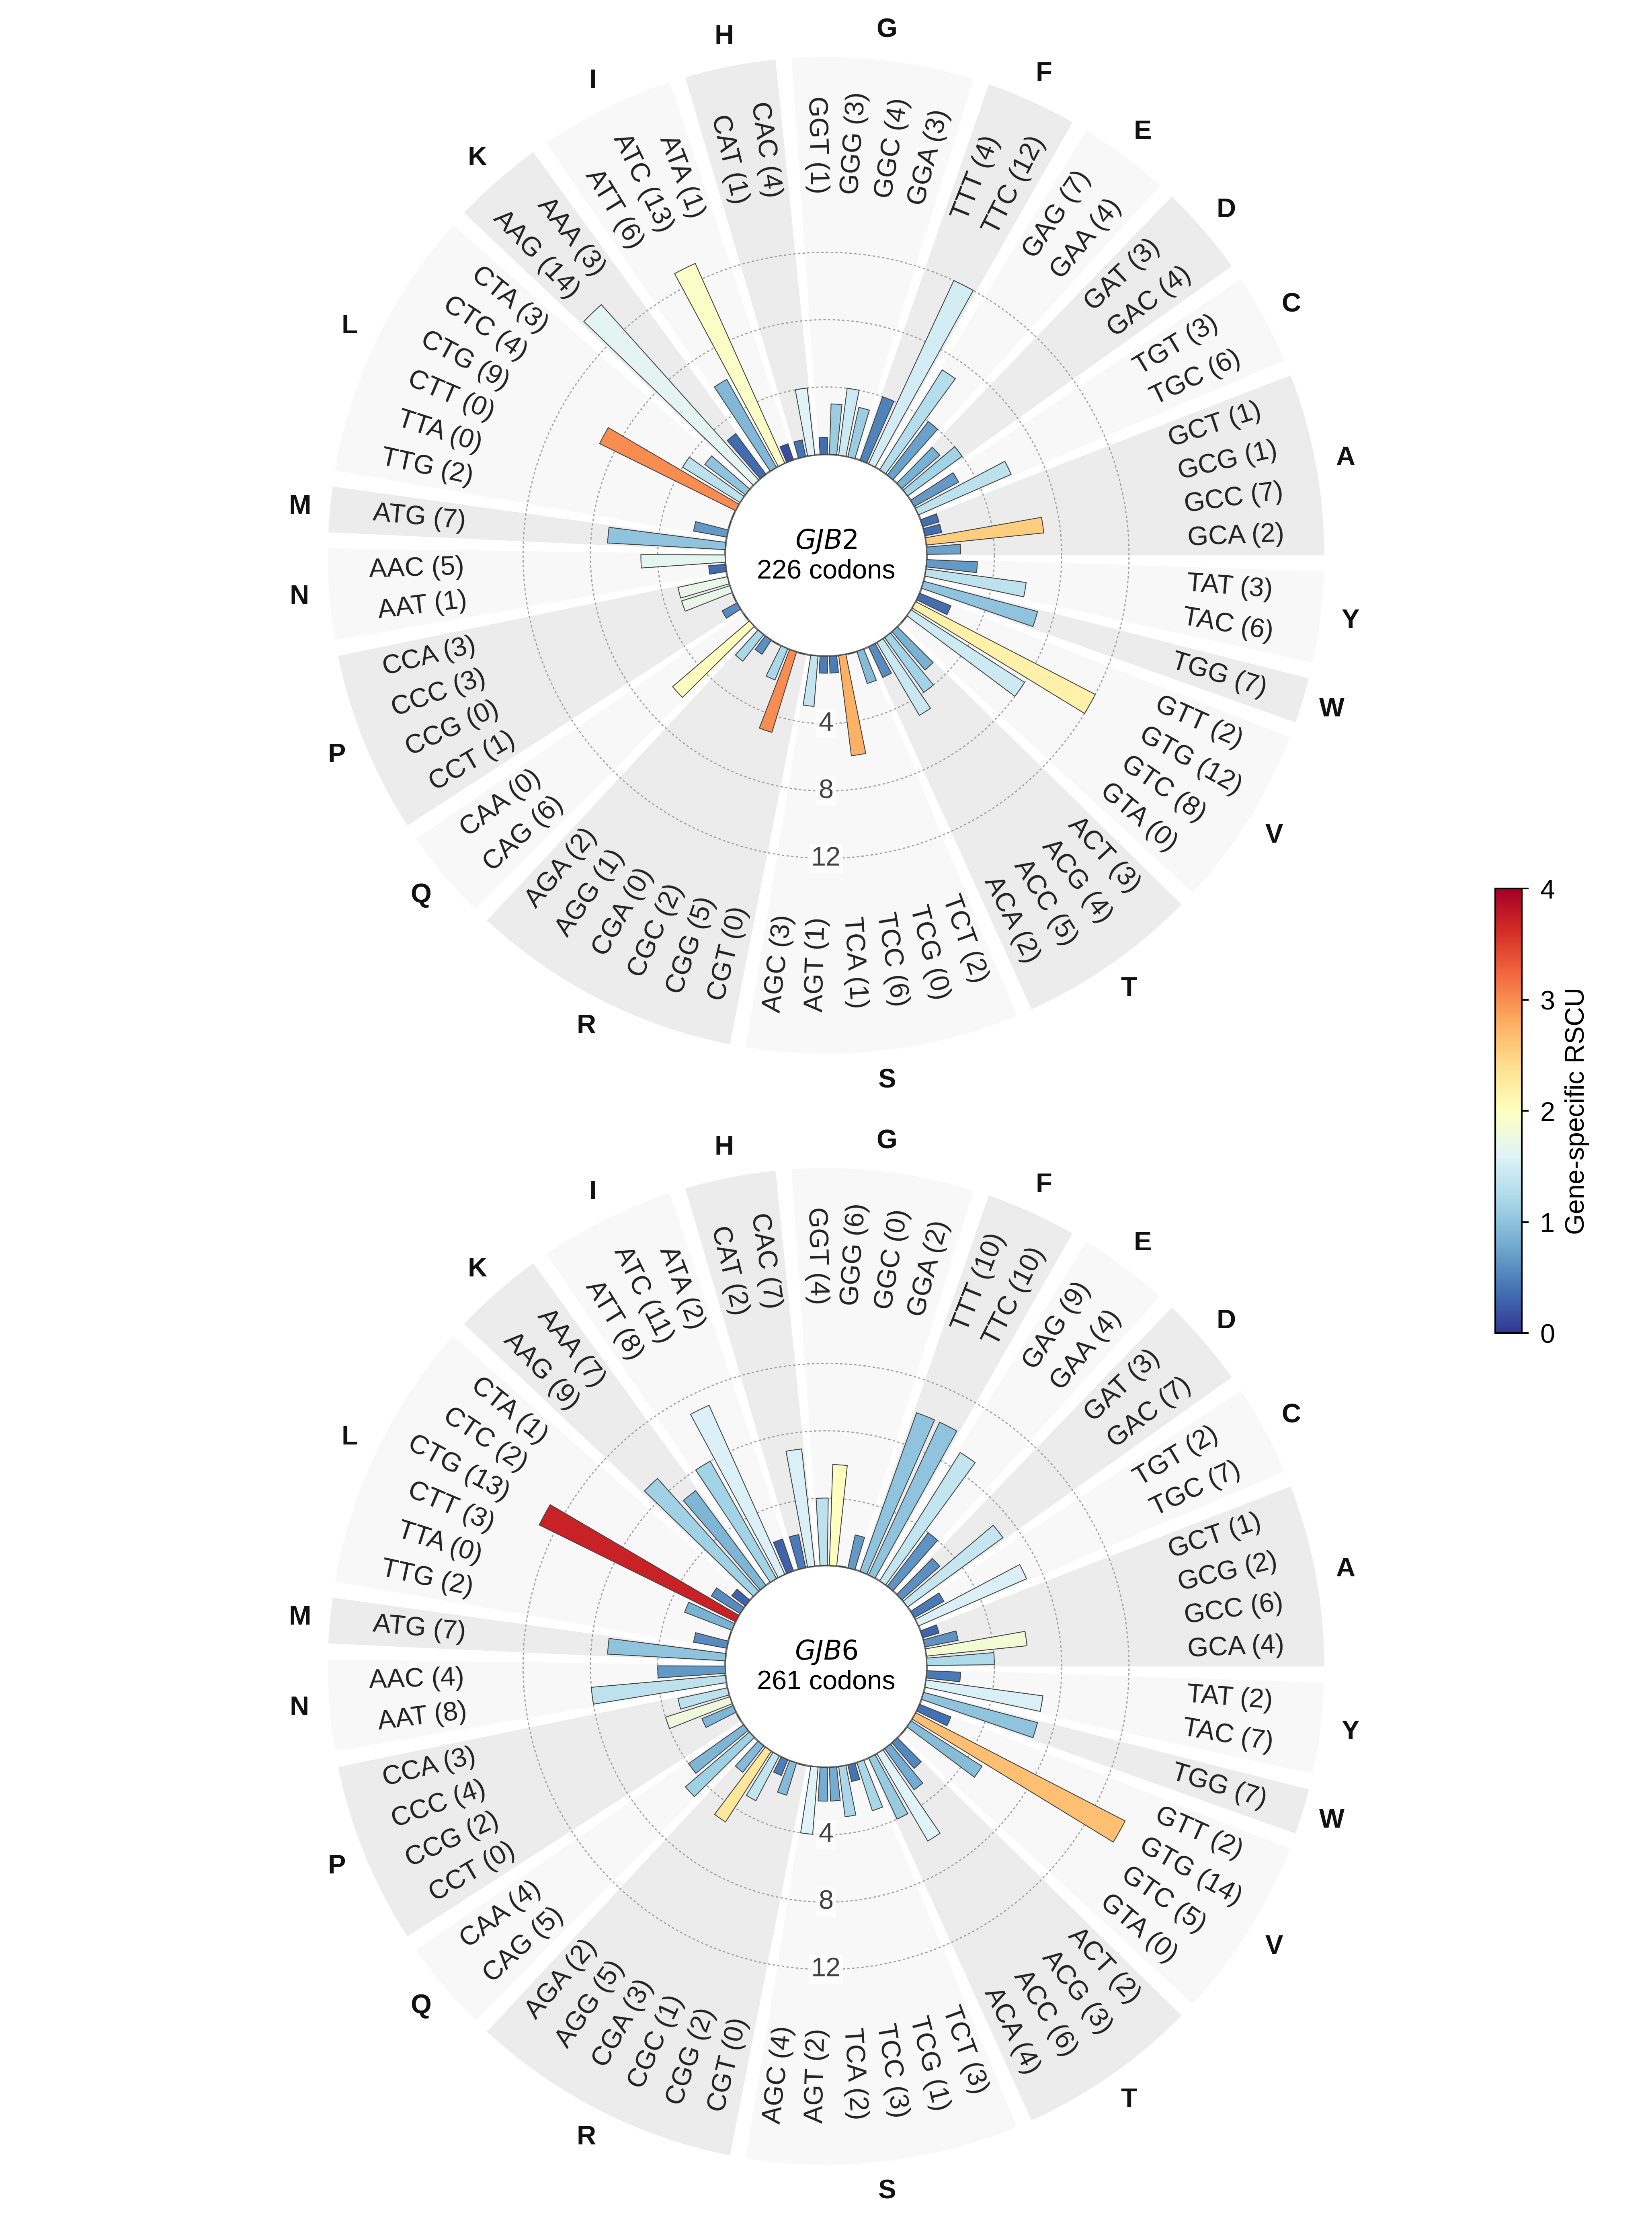 G
GGT (1)
GGG (3)
GGC (4)
GGA (3)
F
TTT (4)
TTC (12)
E
GAG (7)
GAA (4)
D
GAT (3)
GAC (4)
C
TGT (3)
TGC (6)
A
GCT (1)
GCG (1)
GCC (7)
GCA (2)
Y
TAT (3)
TAC (6)
W
TGG (7)
V
GTT (2)
GTG (12)
GTC (8)
GTA (0)
T
ACT (3)
ACG (4)
ACC (5)
ACA (2)
S
TCT (2)
TCG (0)
TCC (6)
TCA (1)
AGT (1)
AGC (3)
R
CGT (0)
CGG (5)
CGC (2)
CGA (0)
AGG (1)
AGA (2)
Q
CAG (6)
CAA (0)
P
CCT (1)
CCG (0)
CCC (3)
CCA (3)
N
AAT (1)
AAC (5)
M
ATG (7)
L
TTG (2)
TTA (0)
CTT (0)
CTG (9)
CTC (4)
CTA (3)
K
AAG (14)
AAA (3)
I
ATT (6)
ATC (13)
ATA (1)
H
CAT (1)
CAC (4)
GJB2
226 codons
4
8
12
4
3
2
1
0
Gene-specific RSCU
G
GGT (4)
GGG (6)
GGC (0)
GGA (2)
F
TTT (10)
TTC (10)
E
GAG (9)
GAA (4)
D
GAT (3)
GAC (7)
C
TGT (2)
TGC (7)
A
GCT (1)
GCG (2)
GCC (6)
GCA (4)
Y
TAT (2)
TAC (7)
W
TGG (7)
V
GTT (2)
GTG (14)
GTC (5)
GTA (0)
T
ACT (2)
ACG (3)
ACC (6)
ACA (4)
S
TCT (3)
TCG (1)
TCC (3)
TCA (2)
AGT (2)
AGC (4)
R
CGT (0)
CGG (2)
CGC (1)
CGA (3)
AGG (5)
AGA (2)
Q
CAG (5)
CAA (4)
P
CCT (0)
CCG (2)
CCC (4)
CCA (3)
N
AAT (8)
AAC (4)
M
ATG (7)
L
TTG (2)
TTA (0)
CTT (3)
CTG (13)
CTC (2)
CTA (1)
K
AAG (9)
AAA (7)
I
ATT (8)
ATC (11)
ATA (2)
H
CAT (2)
CAC (7)
GJB6
261 codons
4
8
12